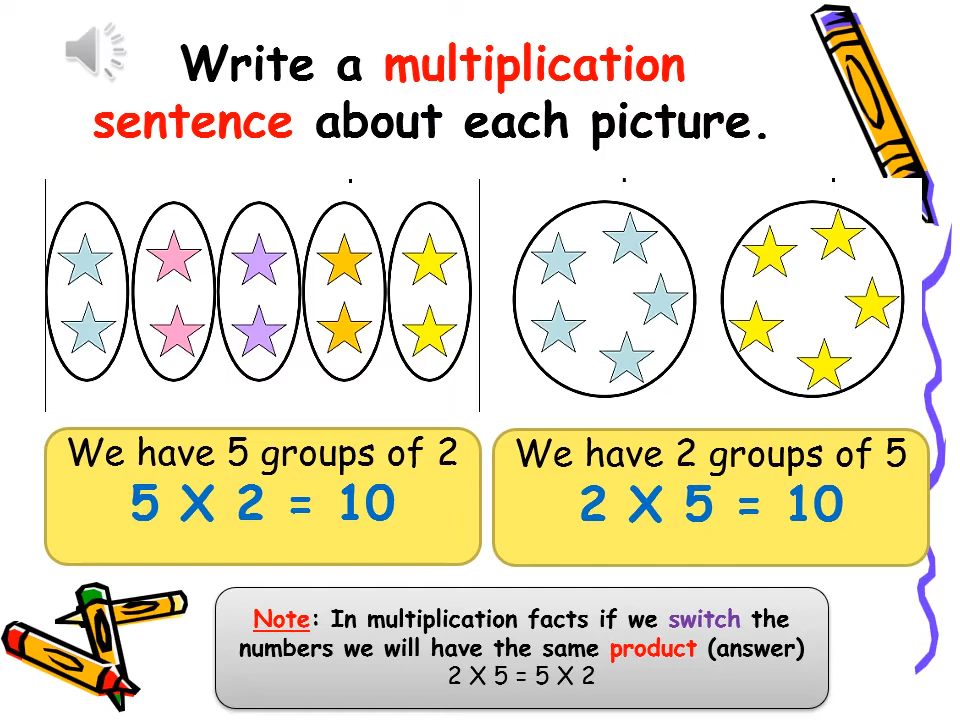 Write a multiplication
sentence about each picture.
We have 5 groups of 2
5 X 2 = 10
We have 2 groups of 5
2 X 5 = 10
Note: In multiplication facts if we switch the
numbers we will have the same product (answer)
2 X 5 = 5 X 2